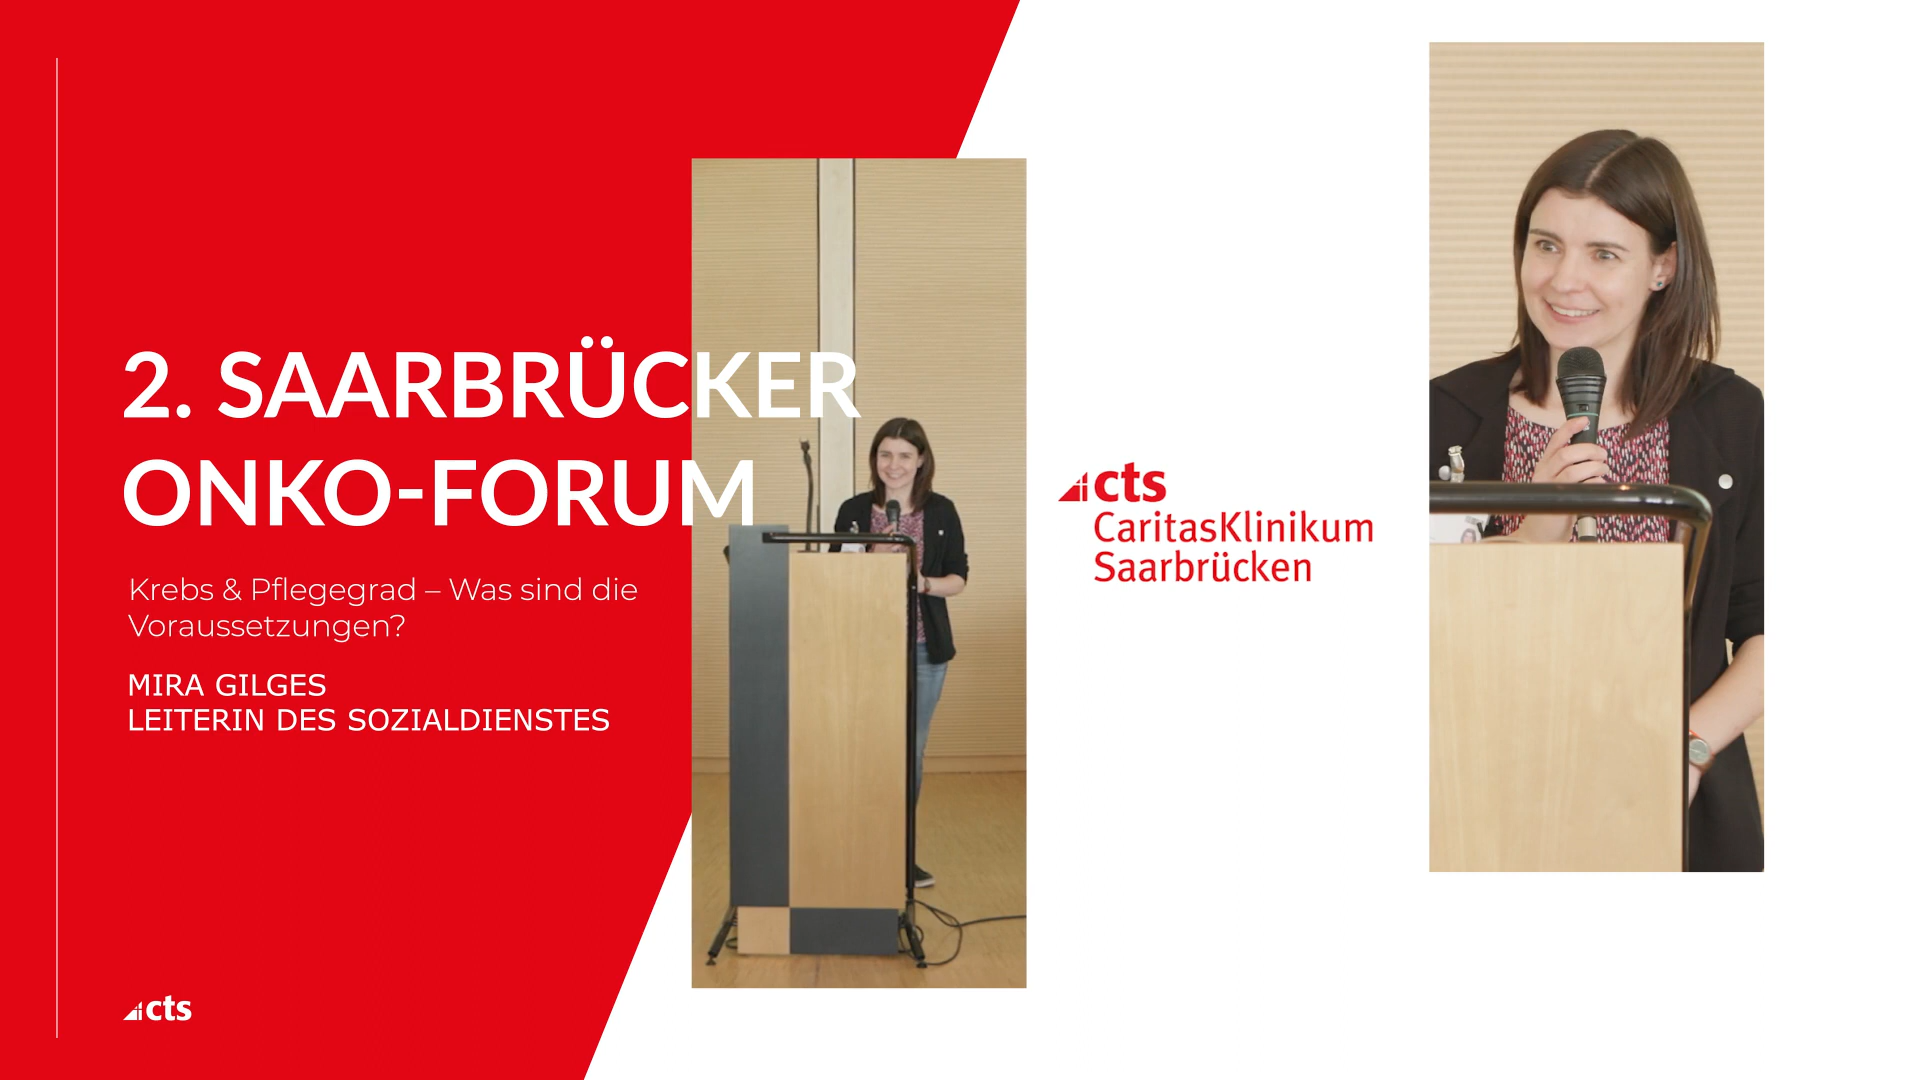 2. SAARBRÜCKER
ONKO-FORUM
Krebs & Pflegegrad – Was sind die
Voraussetzungen?
MIRA GILGES
LEITERIN DES SOZIALDIENSTES
cts
cts
CaritasKlinikum
Saarbrücken